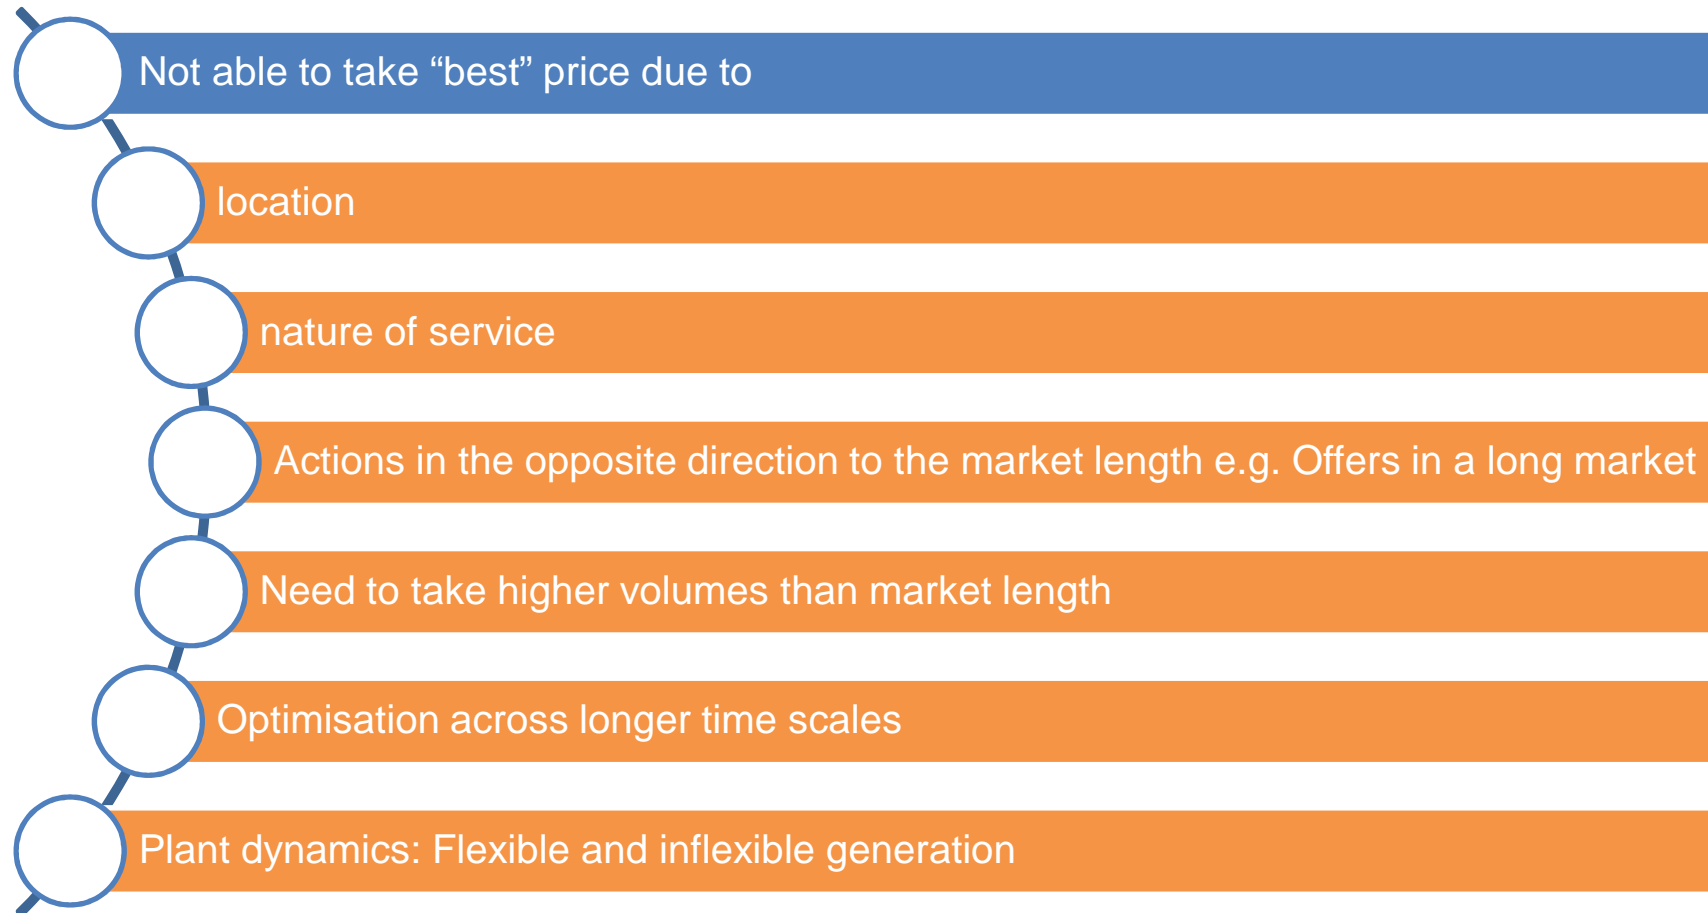 Not able to take “best” price due to
location
nature of service
Actions in the opposite direction to the market length e.g. Offers in a long market
Need to take higher volumes than market length
Optimisation across longer time scales
Plant dynamics: Flexible and inflexible generation